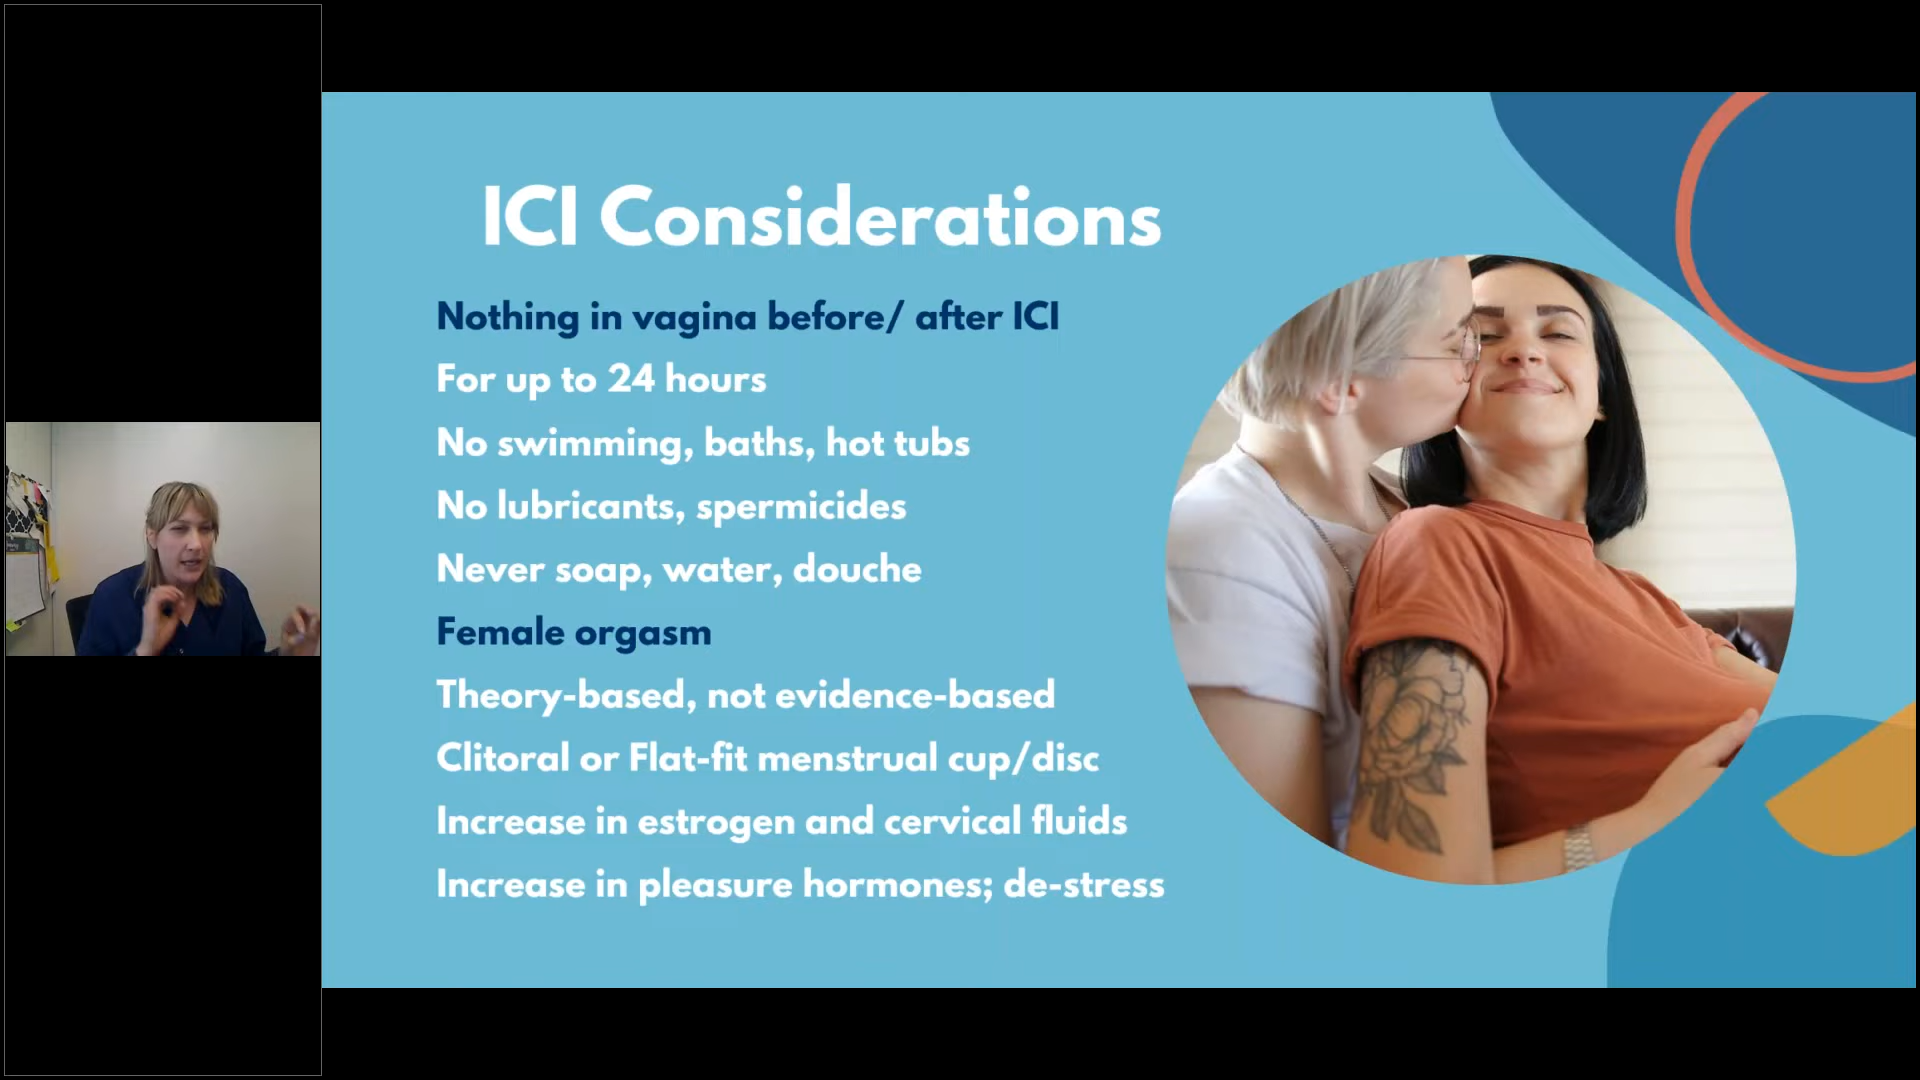 ICI Considerations
Nothing in vagina before/ after ICI
For up to 24 hours
No swimming, baths, hot tubs
No lubricants, spermicides
Never soap, water, douche
Female orgasm
Theory-based, not evidence-based
Clitoral or Flat-fit menstrual cup/disc
Increase in estrogen and cervical fluids
Increase in pleasure hormones; de-stress